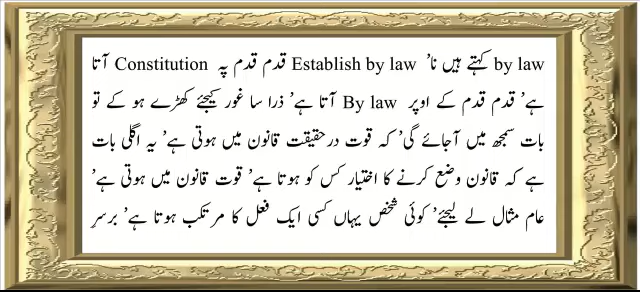 by law کہتے ہیں نا’ Establish by law قدم قدم پہ Constitution آتا
ہے’ قدم قدم کے اوپر By law آتا ہے’ ذرا سا غور کیجئے کھڑے ہو کے تو
بات سمجھ میں آجائے گی’ کہ قوت درحقیقت قانون میں ہوتی ہے’ یہ اگلی بات
ہے کہ قانون وضع کرنے کا اختیار کس کو ہوتا ہے’ قوت قانون میں ہوتی ہے’
عام مثال لے لیجئے’ کوئی شخص یہاں کسی ایک فعل کا مرتکب ہوتا ہے’ برسرِ